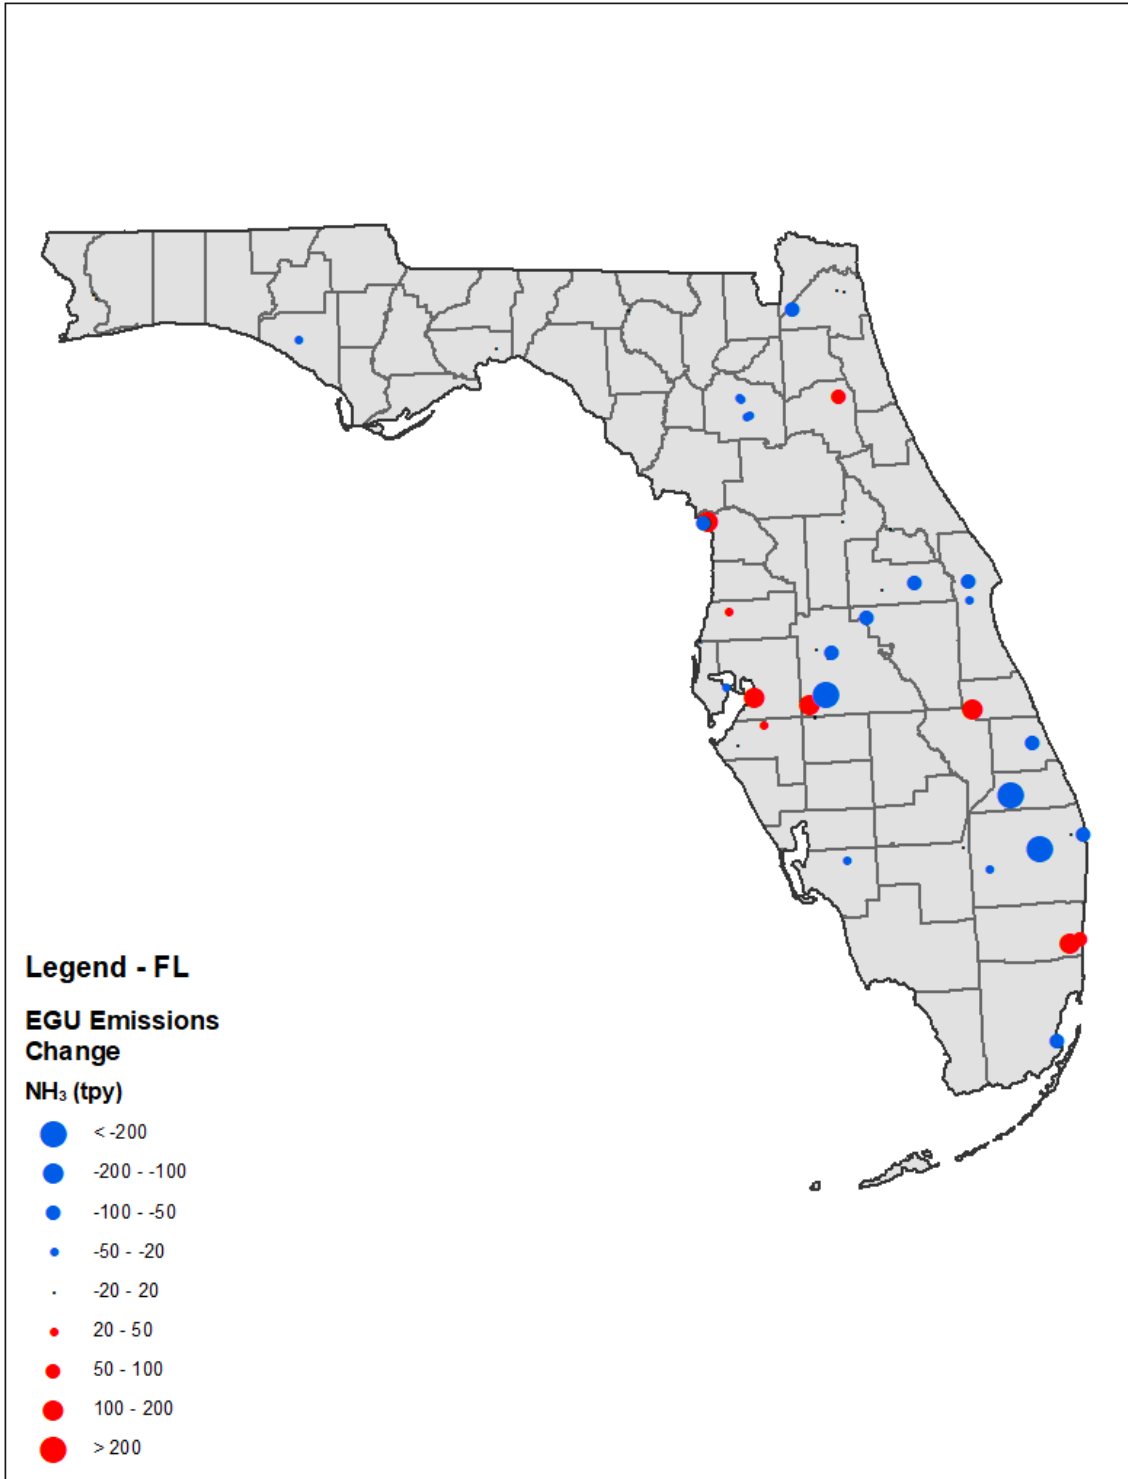 Legend - FL
EGU Emissions
Change
NH₃ (tpy)
< -200
-200 - -100
-100 - -50
-50 - -20
-20 - 20
20 - 50
50 - 100
100 - 200
> 200